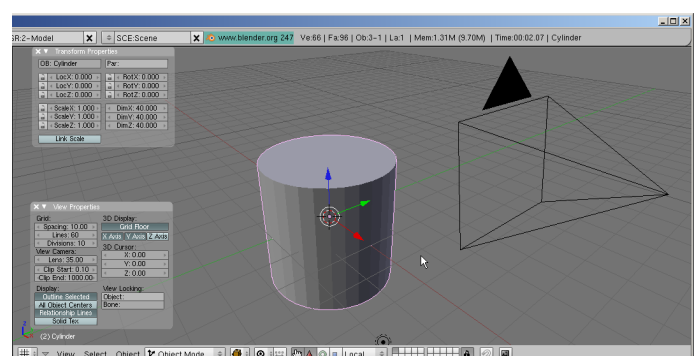 SR:2-Model SCE:Scene www.blender.org 247 Ve:66 | Fa:96 | Ob:3-1 | La:1 | Mem:1.31M (9.70M) | Time:00:02.07 | Cylinder
Transform Properties
OB: Cylinder Par:
LocX: 0.000 RotX: 0.000
LocY: 0.000 RotY: 0.000
LocZ: 0.000 RotZ: 0.000
ScaleX: 1.000 DimX: 40.000
ScaleY: 1.000 DimY: 40.000
ScaleZ: 1.000 DimZ: 40.000
Link Scale
View Properties
Grid: 3D Display:
Spacing: 10.00 Grid Floor
Lines: 60 X Axis Y Axis Z Axis
Divisions: 10 3D Cursor:
View Camera: X: 0.00
Lens: 35.00 Y: 0.00
Clip Start: 0.10 Z: 0.00
Clip End: 1000.00
Display: View Locking:
Outline Selected Object:
All Object Centers Bone:
Relationship Lines
Solid Tex
z
(2) Cylinder
View Select Object Object Mode Local